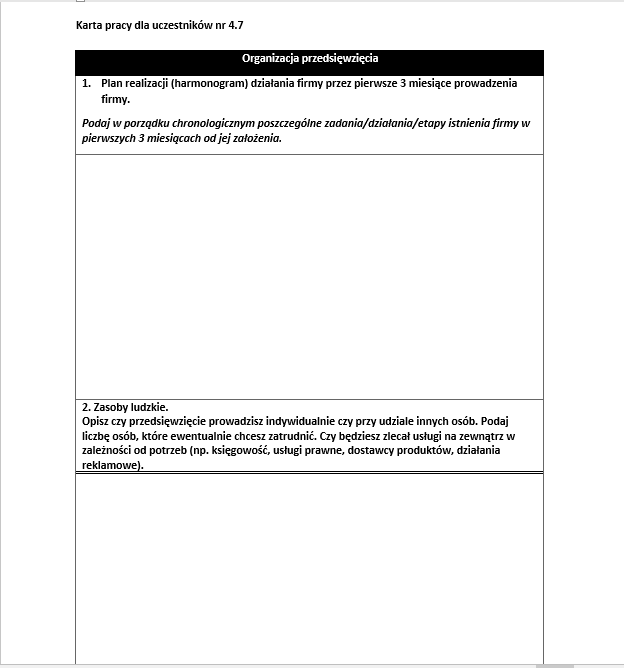 Karta pracy dla uczestników nr 4.7
Organizacja przedsięwzięcia
1. Plan realizacji (harmonogram) działania firmy przez pierwsze 3 miesiące prowadzenia
firmy.
Podaj w porządku chronologicznym poszczególne zadania/działania/etapy istnienia firmy w
pierwszych 3 miesiącach od jej założenia.
2. Zasoby ludzkie.
Opisz czy przedsięwzięcie prowadzisz indywidualnie czy przy udziale innych osób. Podaj
liczbę osób, które ewentualnie chcesz zatrudnić. Czy będziesz zlecał usługi na zewnątrz w
zależności od potrzeb (np. księgowość, usługi prawne, dostawcy produktów, działania
reklamowe).